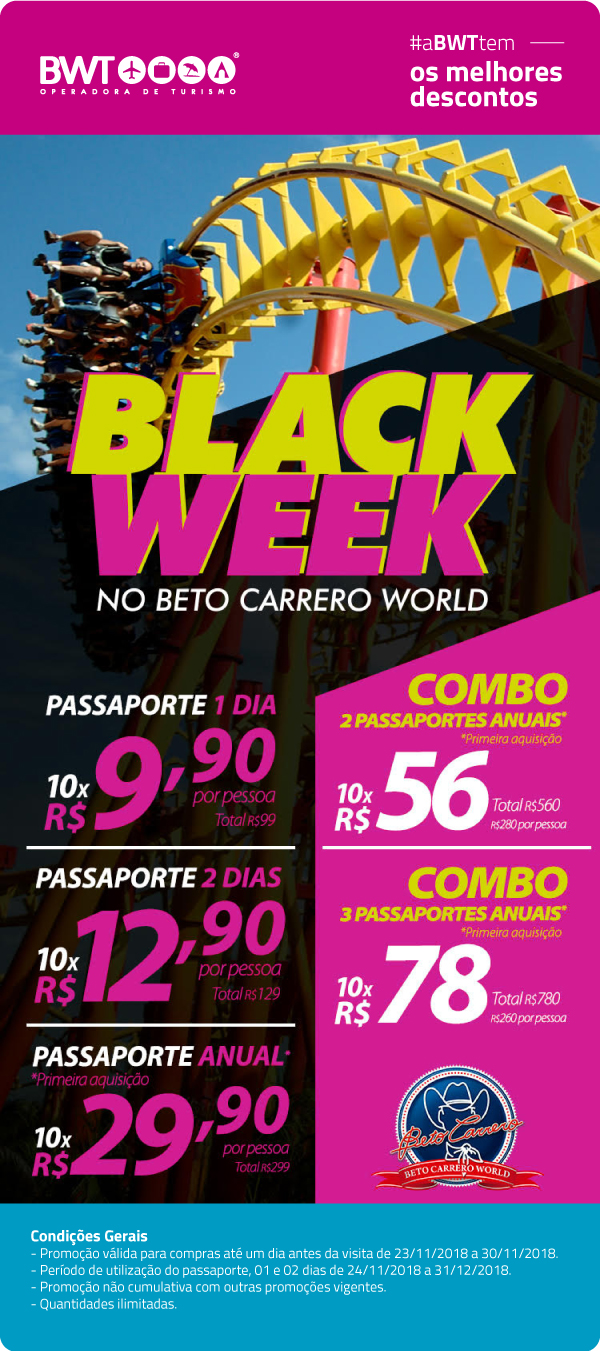 BWT®
OPERADORA DE TURISMO
#aBWTtem
os melhores
descontos
BLACK
WEEK
NO BETO CARRERO WORLD
PASSAPORTE 1 DIA
10x
R$ 9,90
por pessoa
Total R$99
PASSAPORTE 2 DIAS
10x
R$ 12,90
por pessoa
Total R$129
PASSAPORTE ANUAL*
*Primeira aquisição
10x
R$ 29,90
por pessoa
Total R$299
COMBO
2 PASSAPORTES ANUAIS*
*Primeira aquisição
10x
R$ 56
Total R$560
R$280 por pessoa
COMBO
3 PASSAPORTES ANUAIS*
*Primeira aquisição
10x
R$ 78
Total R$780
R$260 por pessoa
Beto Carrero
BETO CARRERO WORLD
Condições Gerais
- Promoção válida para compras até um dia antes da visita de 23/11/2018 a 30/11/2018.
- Período de utilização do passaporte, 01 e 02 dias de 24/11/2018 a 31/12/2018.
- Promoção não cumulativa com outras promoções vigentes.
- Quantidades ilimitadas.